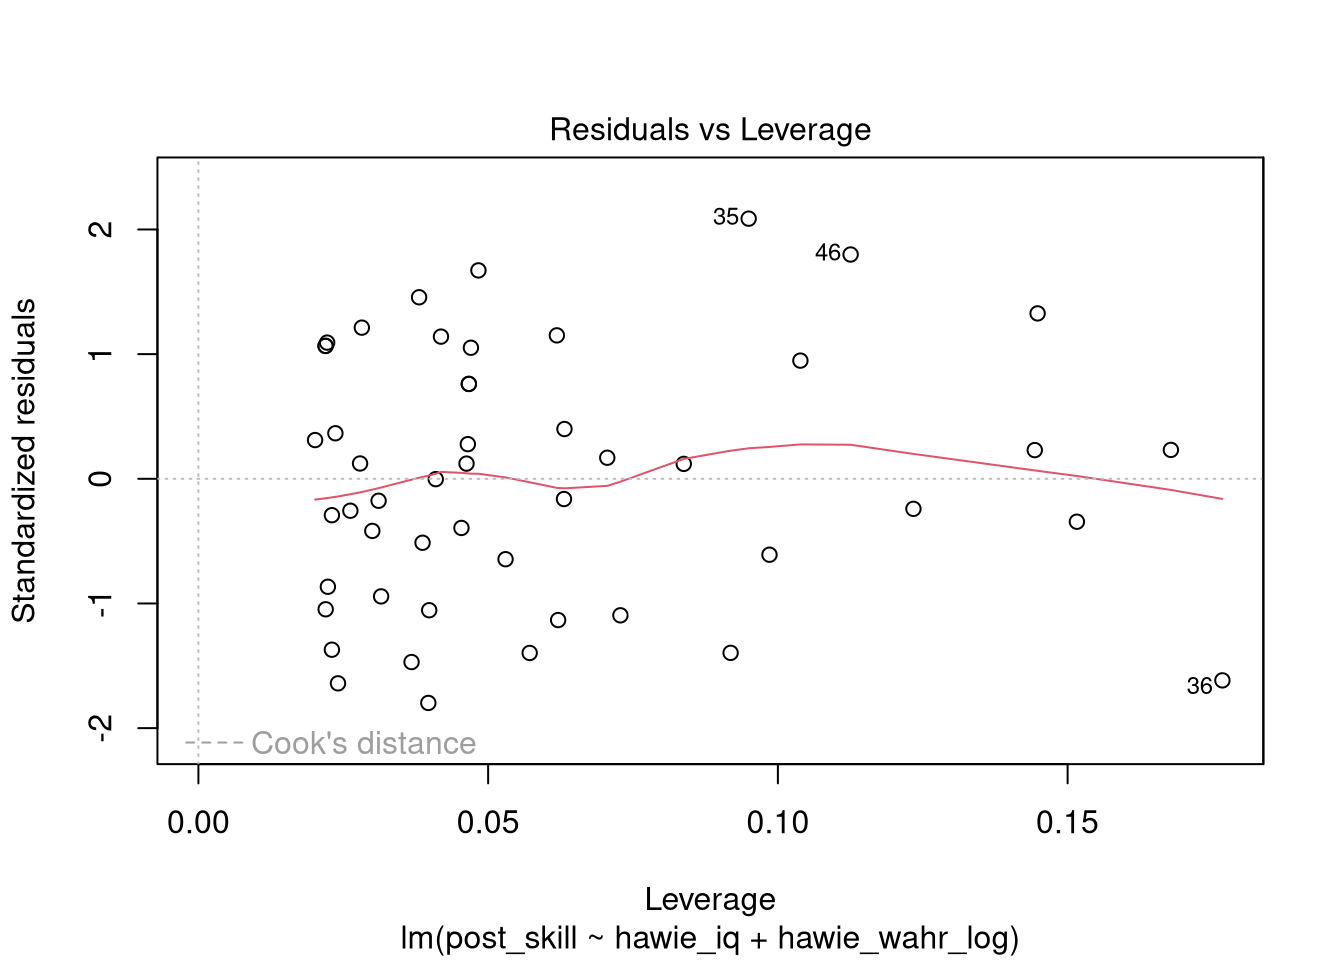 Residuals vs Leverage
Standardized residuals
2
1
0
-1
-2
35
46
36
Cook's distance
0.00 0.05 0.10 0.15
Leverage
lm(post_skill ~ hawie_iq + hawie_wahr_log)